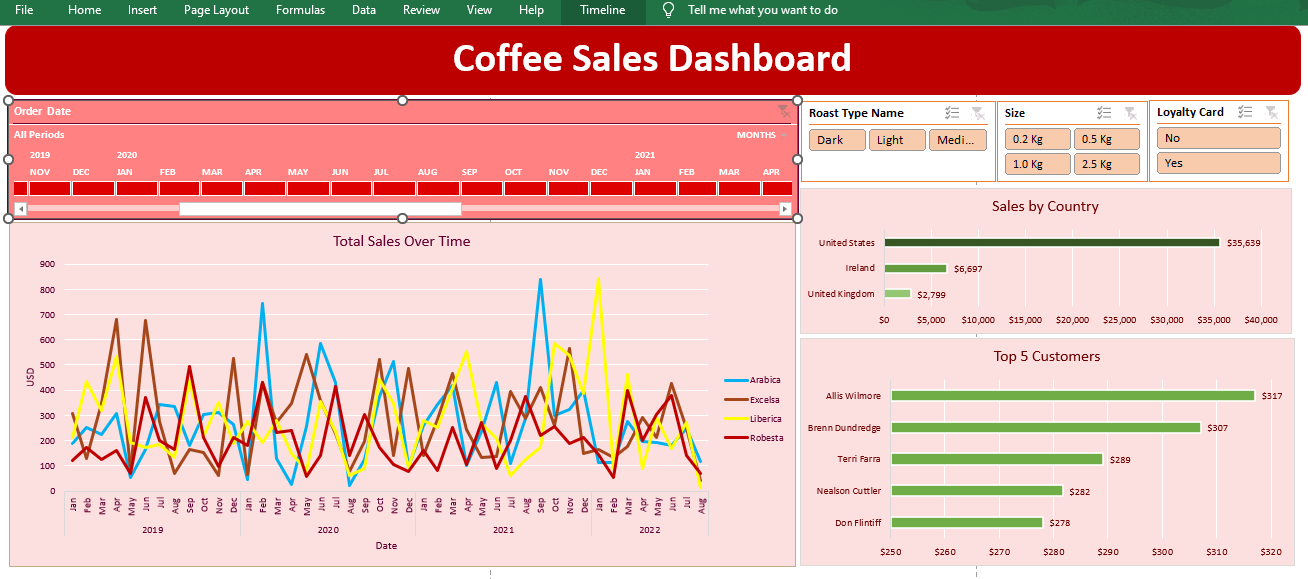 File Home Insert Page Layout Formulas Data Review View Help Timeline Tell me what you want to do
Coffee Sales Dashboard
Order Date
All Periods MONTHS
2019 2020 2021
NOV DEC JAN FEB MAR APR MAY JUN JUL AUG SEP OCT NOV DEC JAN FEB MAR APR
Roast Type Name
Dark Light Medi...
Size
0.2 Kg 0.5 Kg
1.0 Kg 2.5 Kg
Loyalty Card
No
Yes
Total Sales Over Time
900
800
700
600
500
400
300
200
100
0
USD
Jan Feb Mar Apr May Jun Jul Aug Sep Oct Nov Dec Jan Feb Mar Apr May Jun Jul Aug Sep Oct Nov Dec Jan Feb Mar Apr May Jun Jul Aug Sep Oct Nov Dec Jan Feb Mar Apr May Jun Jul Aug
2019 2020 2021 2022
Date
Arabica
Excelsa
Liberica
Robesta
Sales by Country
United States $35,639
Ireland $6,697
United Kingdom $2,799
$0 $5,000 $10,000 $15,000 $20,000 $25,000 $30,000 $35,000 $40,000
Top 5 Customers
Allis Wilmore $317
Brenn Dundredge $307
Terri Farra $289
Nealson Cuttler $282
Don Flintiff $278
$250 $260 $270 $280 $290 $300 $310 $320